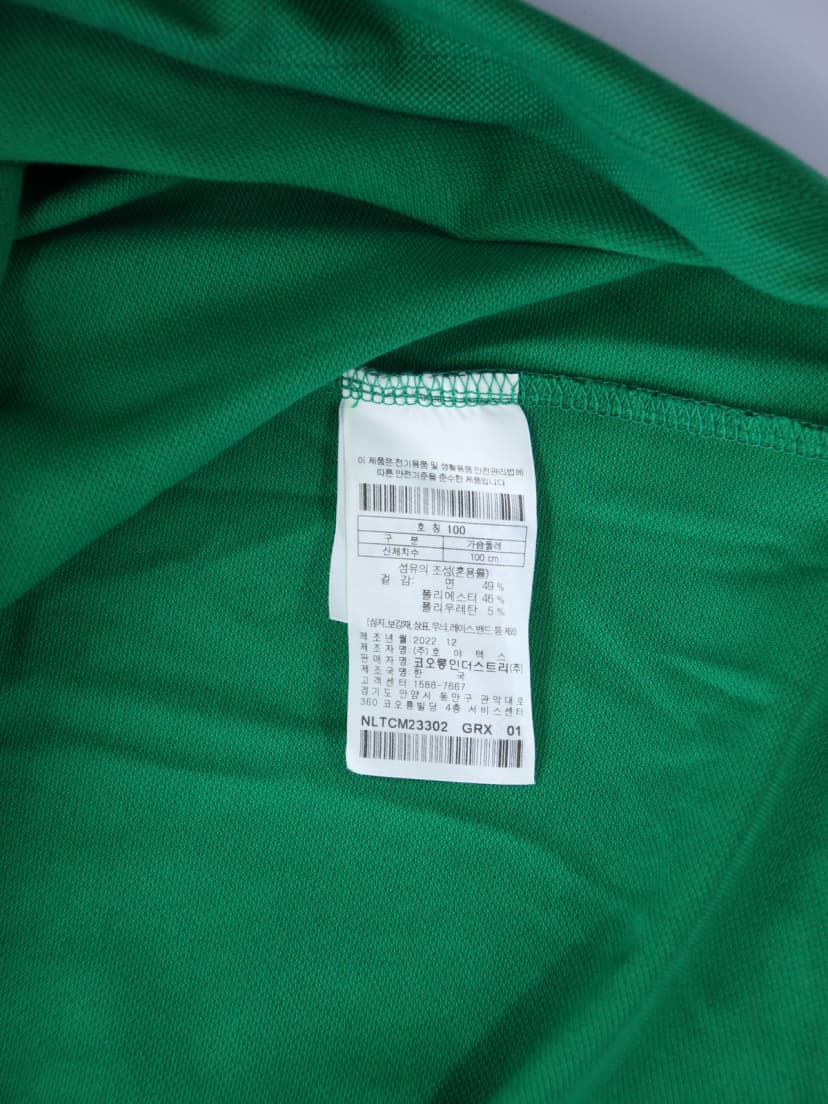 이 제품은 전기용품 및 생활용품 안전관리법에
따른 안전기준을 준수한 제품입니다
호 칭 100
구 분 가슴둘레
신체치수 100 cm
섬유의 조성(혼용률)
겉 감: 면 49 %
폴리에스터 46 %
폴리우레탄 5 %
(심지,보강재,상표,무늬,레이스밴드 등 제외)
제 조 년 월: 2022. 12
제 조 자 명: (주) 호 야 텍 스
판 매 자 명: 코오롱인더스트리(주)
제 조 국 명: 한 국
고 객 센 터: 1588-7667
경기도 안양시 동안구 관악대로
360 코오롱빌딩 4층 서비스센터
NLTCM23302 GRX 01